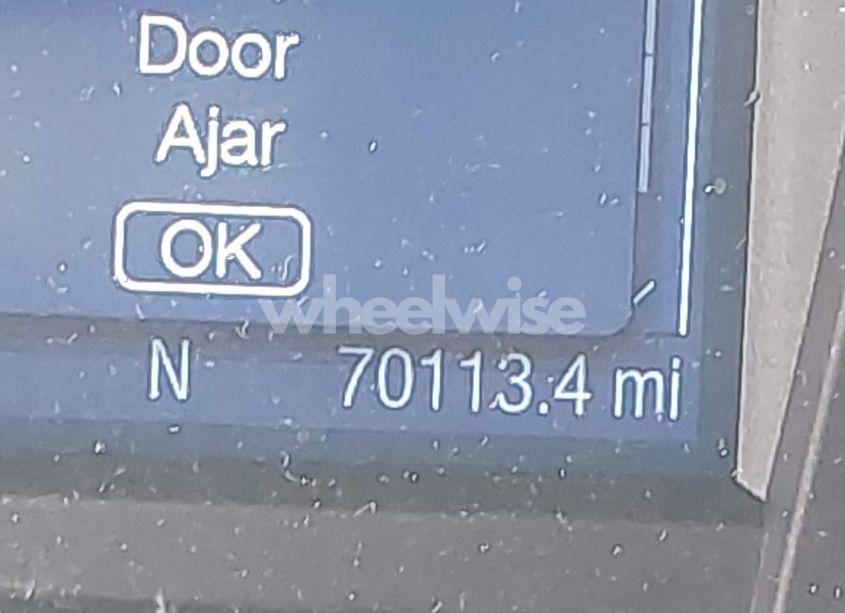 Door
Ajar
OK
wheelwise
N 70113.4 mi